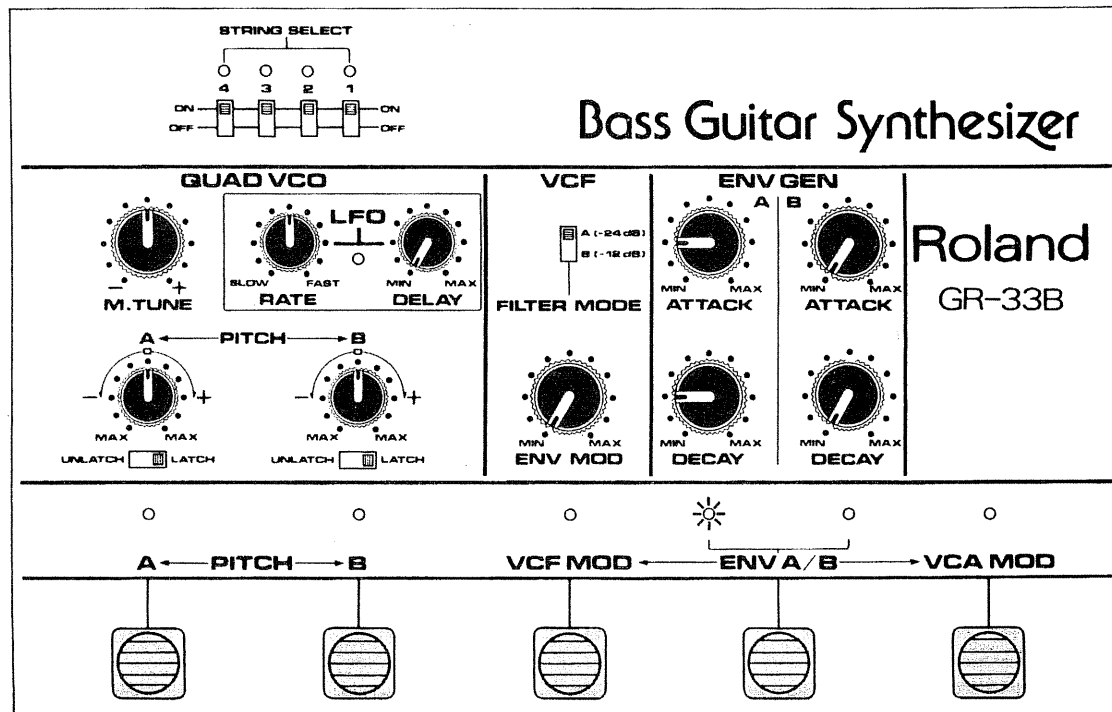 STRING SELECT
4 3 2 1
ON ON
OFF OFF
Bass Guitar Synthesizer
QUAD VCO
M.TUNE
- +
LFO
SLOW FAST
RATE
MIN MAX
DELAY
A PITCH B
- +
MAX MAX
UNLATCH LATCH
- +
MAX MAX
UNLATCH LATCH
VCF
A (-24dB)
B (-12dB)
FILTER MODE
ENV MOD
MIN MAX
ENV GEN
A B
MIN MAX
ATTACK
MIN MAX
ATTACK
MIN MAX
DECAY
MIN MAX
DECAY
Roland
GR-33B
A PITCH B
VCF MOD ENV A/B VCA MOD